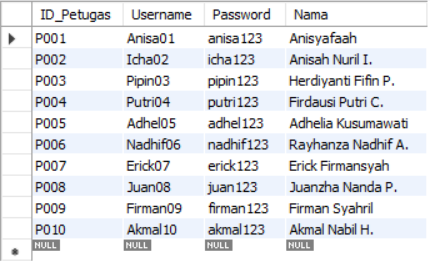 ID_Petugas Username Password Nama
P001 Anisa01 anisa123 Anisyafaah
P002 Icha02 icha123 Anisah Nuril I.
P003 Pipin03 pipin123 Herdiyanti Fifin P.
P004 Putri04 putri123 Firdausi Putri C.
P005 Adhel05 adhel123 Adhelia Kusumawati
P006 Nadhif06 nadhif123 Rayhanza Nadhif A.
P007 Erick07 erick123 Erick Firmansyah
P008 Juan08 juan123 Juanzha Nanda P.
P009 Firman09 firman123 Firman Syahril
P010 Akmal10 akmal123 Akmal Nabil H.
NULL NULL NULL NULL